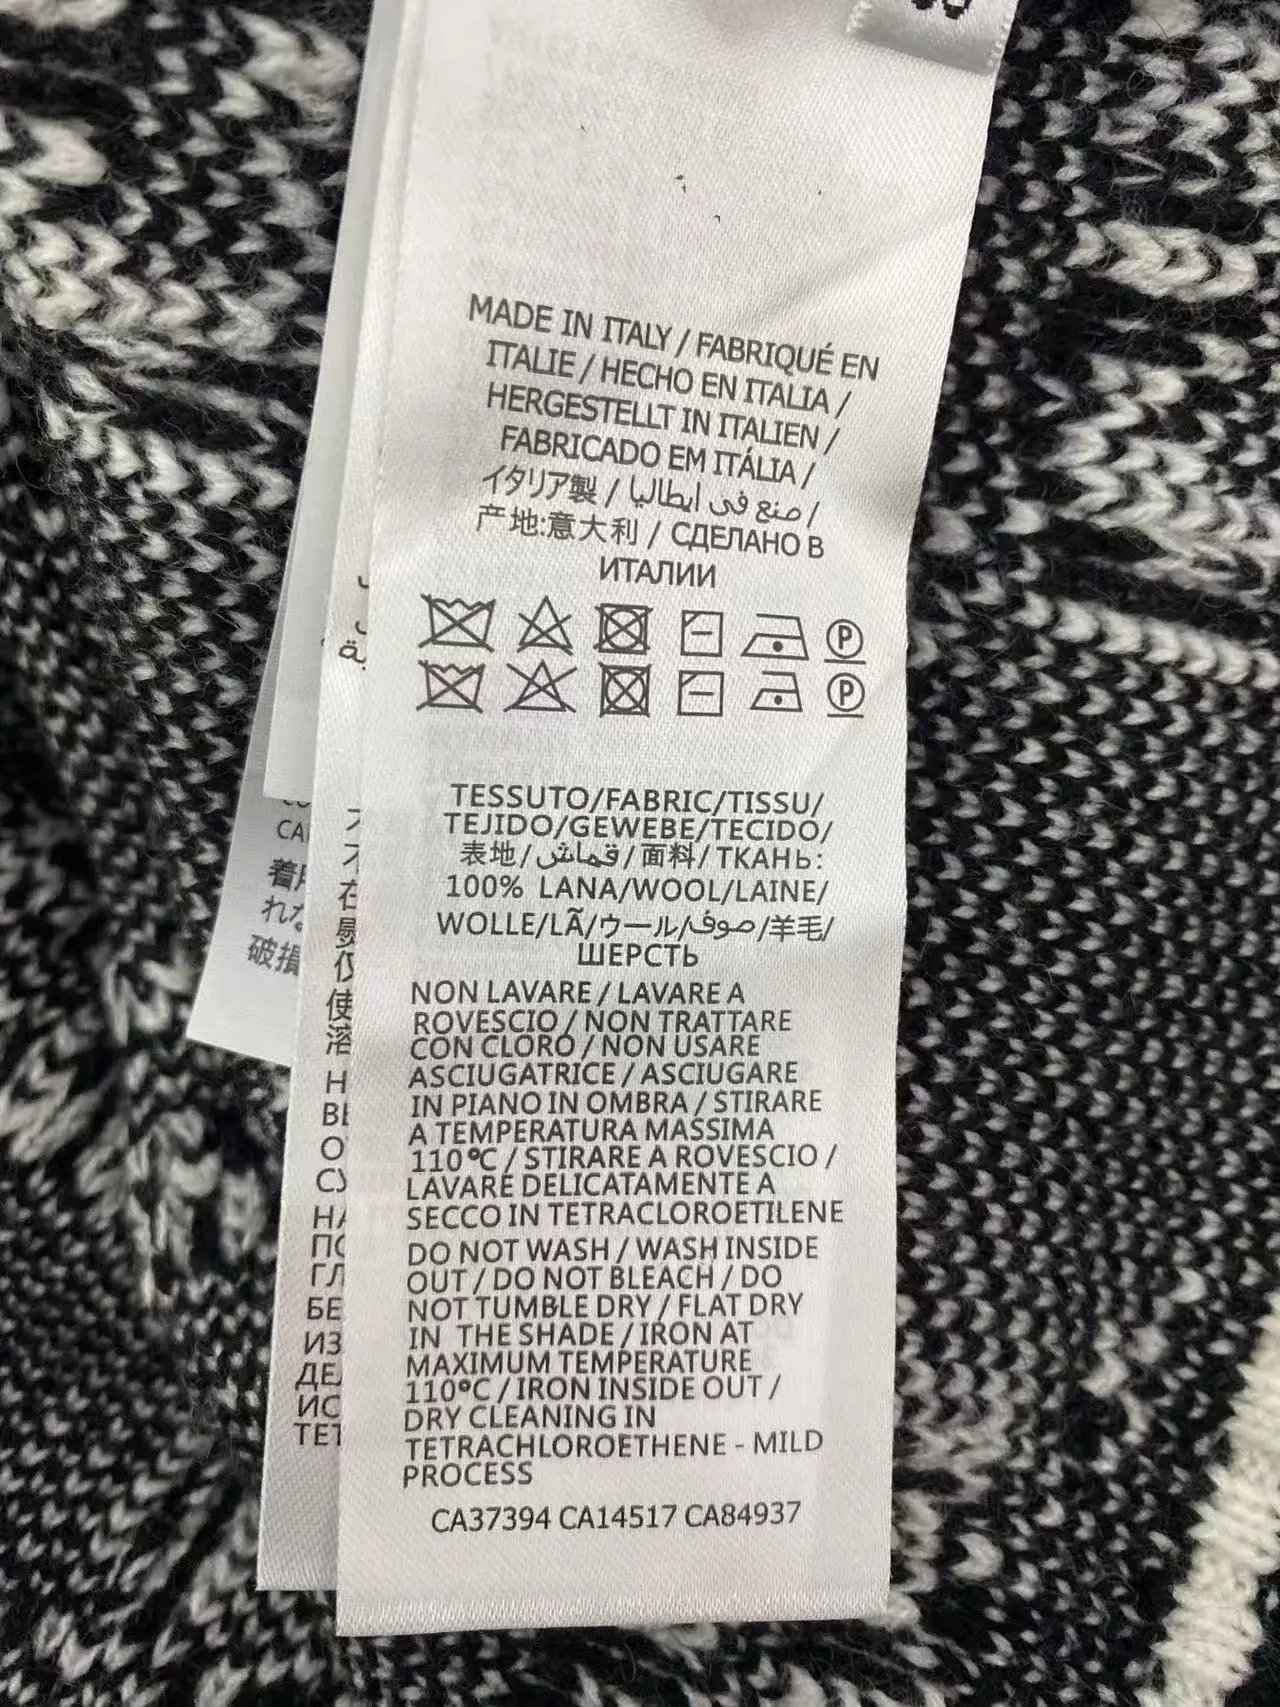 MADE IN ITALY / FABRIQUÉ EN
ITALIE / HECHO EN ITALIA /
HERGESTELLT IN ITALIEN /
FABRICADO EM ITÁLIA /
イタリア製 / صنع في ايطاليا /
产地:意大利 / СДЕЛАНО В
ИТАЛИИ
P
P
TESSUTO/FABRIC/TISSU/
TEJIDO/GEWEBE/TECIDO/
表地/قماش/面料/ТКАНЬ:
100% LANA/WOOL/LAINE/
WOLLE/LÃ/ウール/صوف/羊毛/
ШЕРСТЬ
NON LAVARE / LAVARE A
ROVESCIO / NON TRATTARE
CON CLORO / NON USARE
ASCIUGATRICE / ASCIUGARE
IN PIANO IN OMBRA / STIRARE
A TEMPERATURA MASSIMA
110°C / STIRARE A ROVESCIO /
LAVARE DELICATAMENTE A
SECCO IN TETRACLOROETILENE
DO NOT WASH / WASH INSIDE
OUT / DO NOT BLEACH / DO
NOT TUMBLE DRY / FLAT DRY
IN THE SHADE / IRON AT
MAXIMUM TEMPERATURE
110°C / IRON INSIDE OUT /
DRY CLEANING IN
TETRACHLOROETHENE - MILD
PROCESS
CA37394 CA14517 CA84937